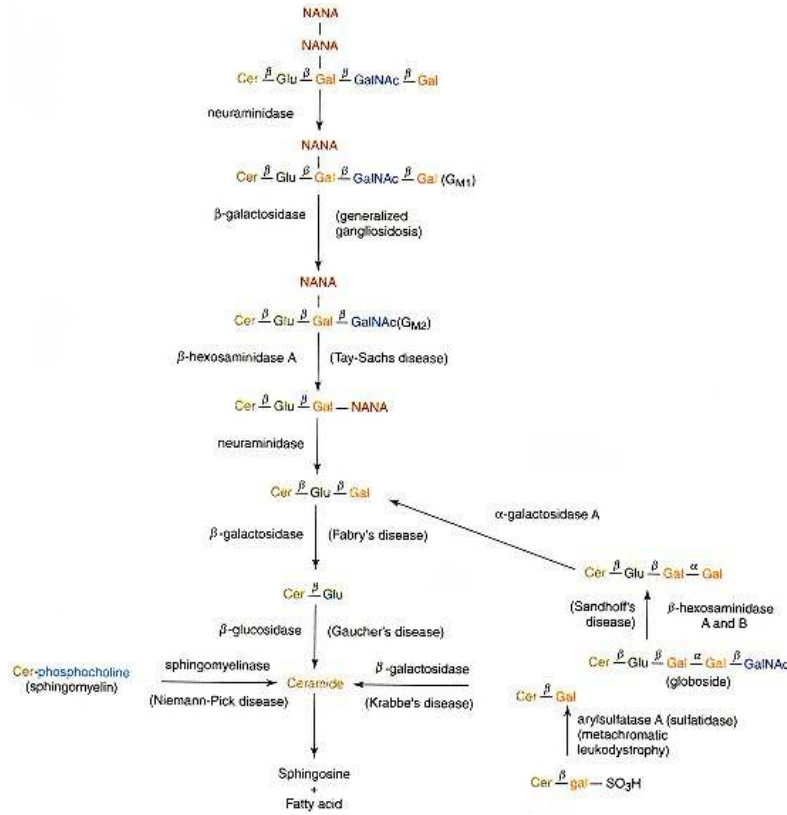 NANA
NANA
Cer β Glu β Gal β GalNAc β Gal
neuraminidase
NANA
Cer β Glu β Gal β GalNAc β Gal (GM1)
β-galactosidase (generalized
gangliosidosis)
NANA
Cer β Glu β Gal β GalNAc(GM2)
β-hexosaminidase A (Tay-Sachs disease)
Cer β Glu β Gal — NANA
neuraminidase
Cer β Glu β Gal
α-galactosidase A
β-galactosidase (Fabry's disease)
Cer β Glu β Gal α Gal
Cer β Glu
(Sandhoff's
disease)
β-hexosaminidase
A and B
β-glucosidase (Gaucher's disease)
Cer β Glu β Gal α Gal β GalNAc
(globoside)
Cer-phosphocholine
(sphingomyelin)
sphingomyelinase
(Niemann-Pick disease)
Ceramide
β-galactosidase
(Krabbe's disease)
Cer β Gal
arylsulfatase A (sulfatidase)
(metachromatic
leukodystrophy)
Cer β gal — SO3H
Sphingosine
+
Fatty acid